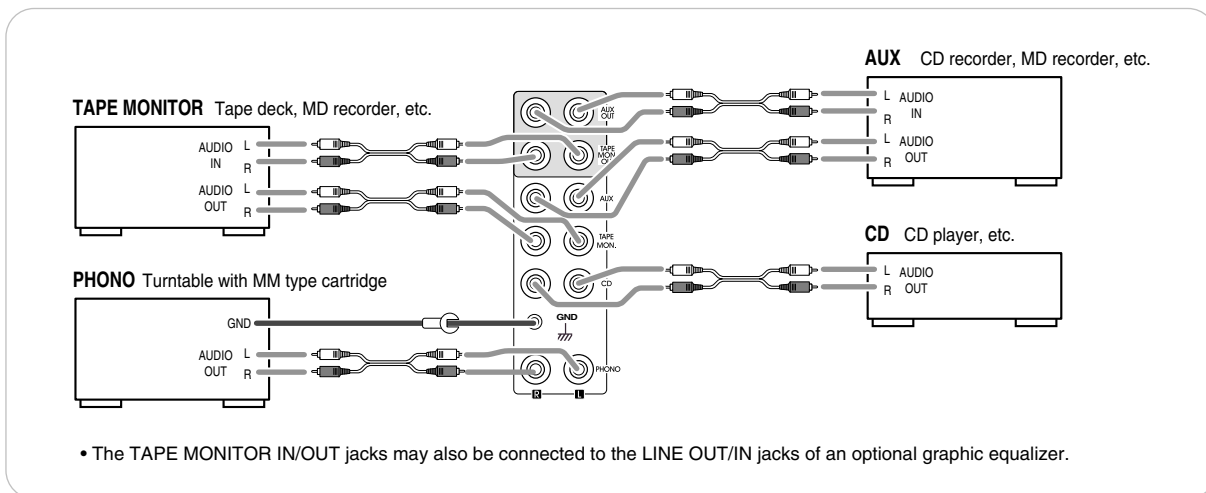 AUX CD recorder, MD recorder, etc.
L AUDIO
R IN
L AUDIO
R OUT
TAPE MONITOR Tape deck, MD recorder, etc.
AUDIO L
IN R
AUDIO L
OUT R
AUX
OUT
TAPE
MON.
OUT
AUX
TAPE
MON.
CD
GND
PHONO
R L
CD CD player, etc.
L AUDIO
R OUT
PHONO Turntable with MM type cartridge
GND
AUDIO L
OUT R
• The TAPE MONITOR IN/OUT jacks may also be connected to the LINE OUT/IN jacks of an optional graphic equalizer.